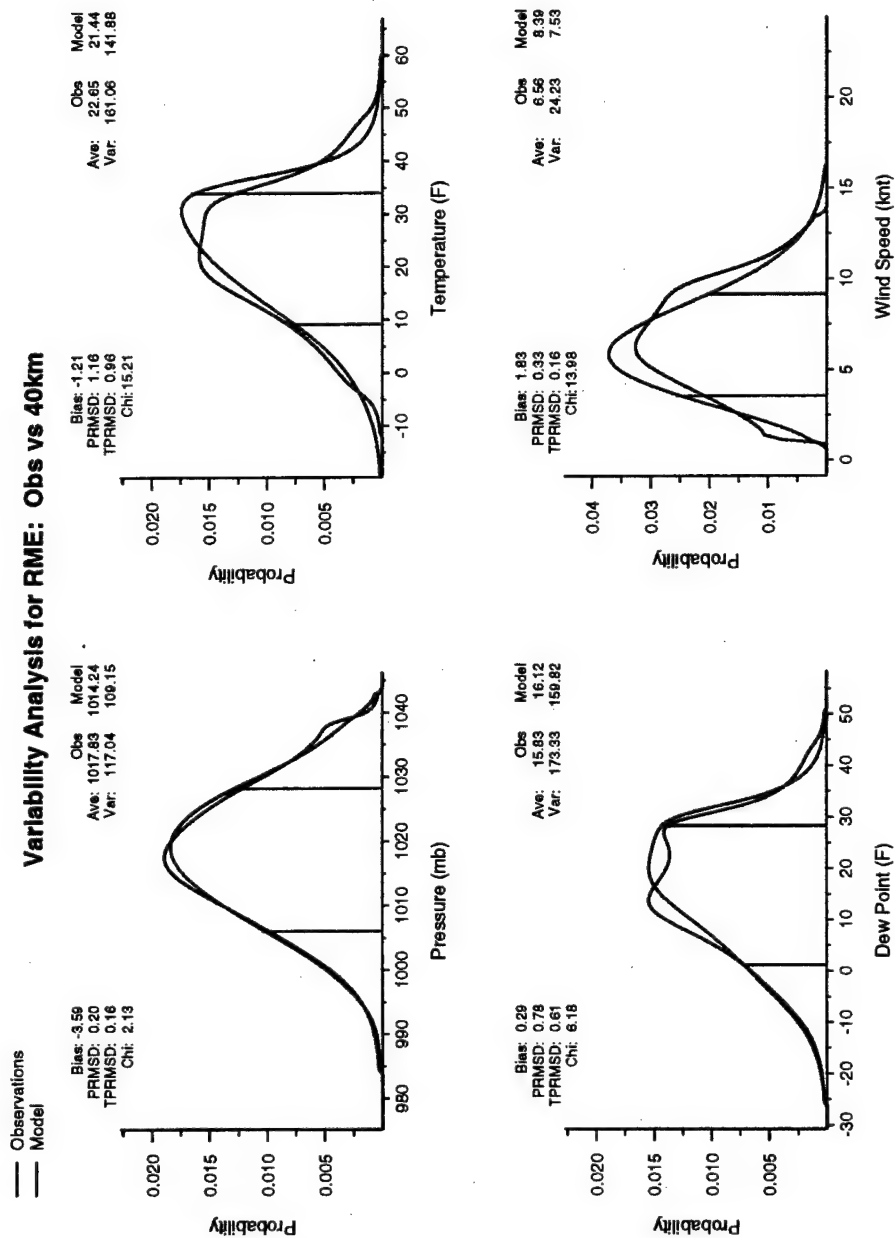 Observations
Model
Variability Analysis for RME: Obs vs 40km
Bias: -3.59
PRMSD: 0.20
TPRMSD: 0.16
Chi: 2.13
Obs Model
Ave: 1017.83 1014.24
Var: 117.04 109.15
0.020
0.015
0.010
0.005
Probability
980 990 1000 1010 1020 1030 1040
Pressure (mb)
Bias: -1.21
PRMSD: 1.16
TPRMSD: 0.96
Chi: 15.21
Obs Model
Ave: 22.65 21.44
Var: 161.06 141.88
0.020
0.015
0.010
0.005
Probability
-10 0 10 20 30 40 50 60
Temperature (F)
Bias: 0.29
PRMSD: 0.78
TPRMSD: 0.61
Chi: 6.18
Obs Model
Ave: 15.83 16.12
Var: 173.33 159.82
0.020
0.015
0.010
0.005
Probability
-30 -20 -10 0 10 20 30 40 50
Dew Point (F)
Bias: 1.83
PRMSD: 0.33
TPRMSD: 0.16
Chi: 13.98
Obs Model
Ave: 6.56 8.39
Var: 24.23 7.53
0.04
0.03
0.02
0.01
Probability
0 5 10 15 20
Wind Speed (knt)